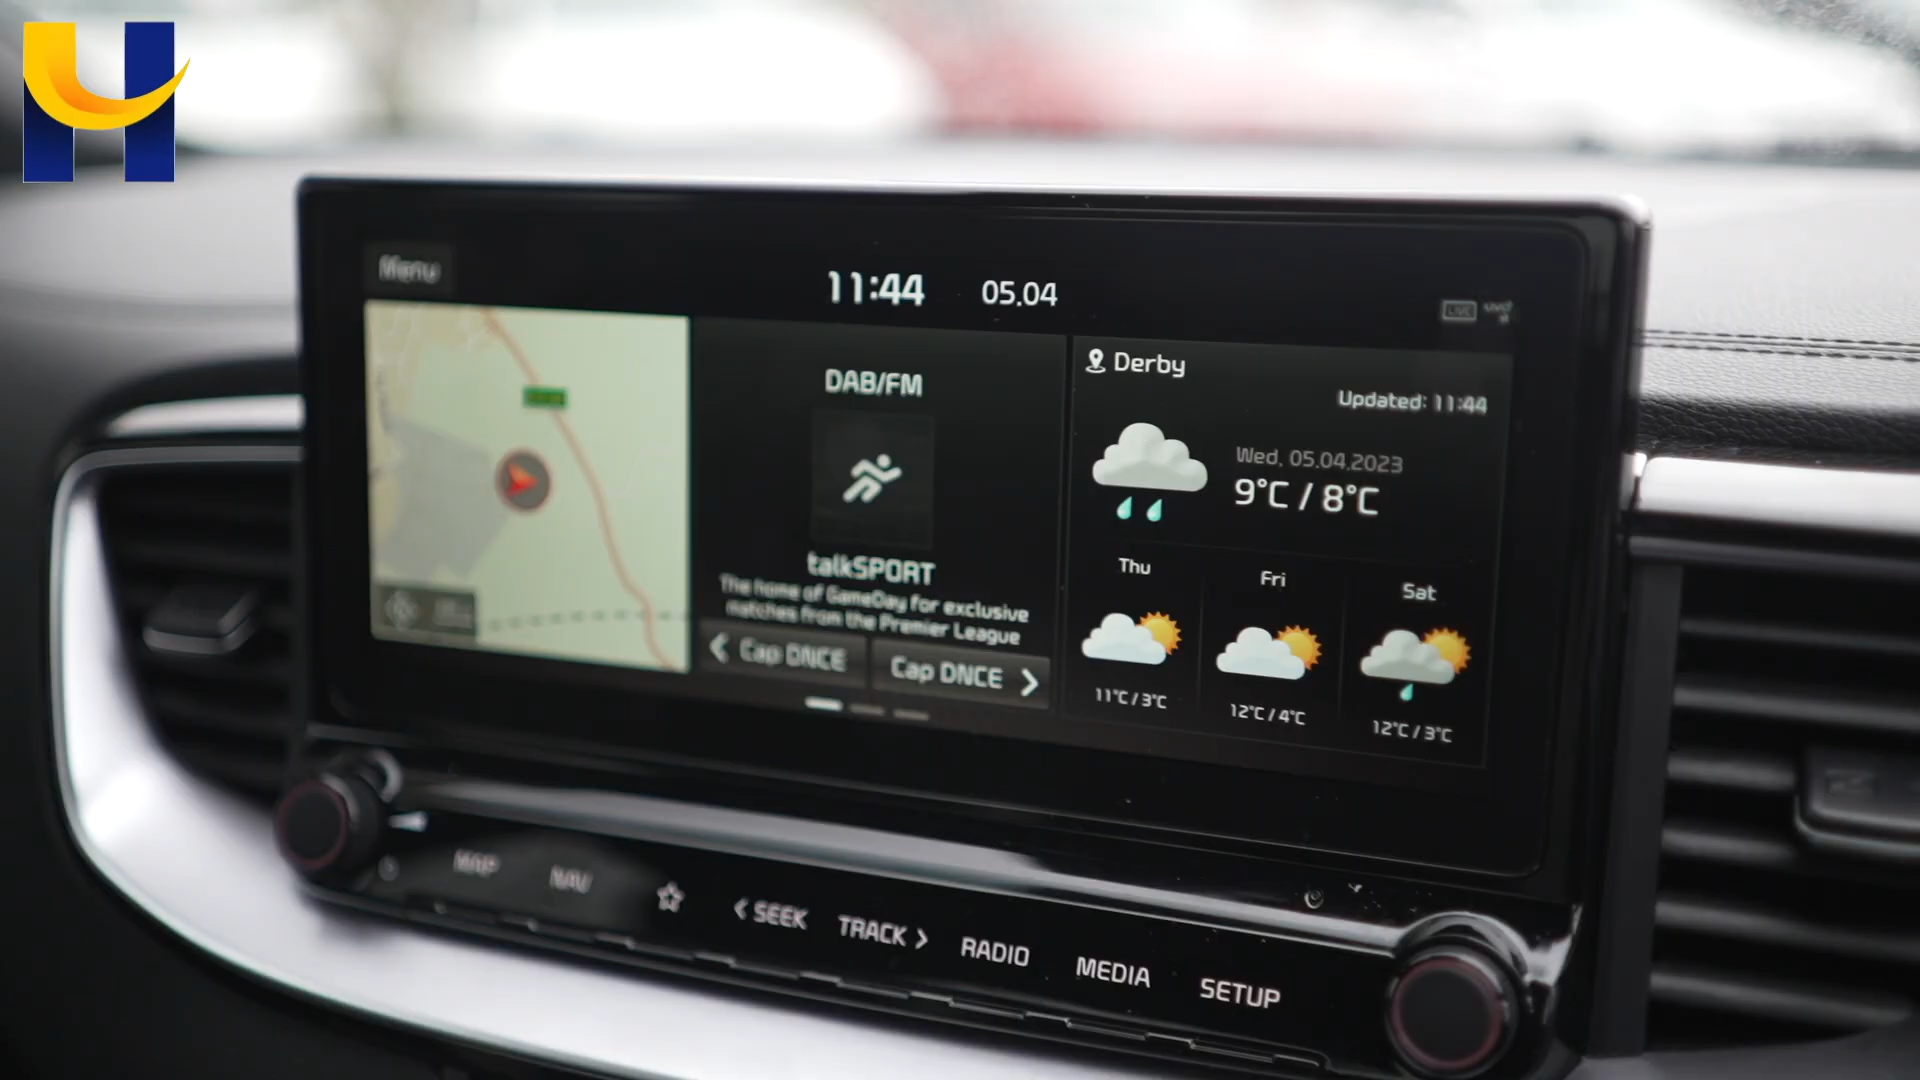 Menu
11:44 05.04
LIVE
DAB/FM
talkSPORT
The home of GameDay for exclusive
matches from the Premier League
Cap DNCE
Cap DNCE
Derby
Updated: 11:44
Wed, 05.04.2023
9°C / 8°C
Thu
Fri
Sat
11°C / 3°C
12°C / 4°C
12°C / 3°C
MAP
NAV
SEEK
TRACK
RADIO
MEDIA
SETUP